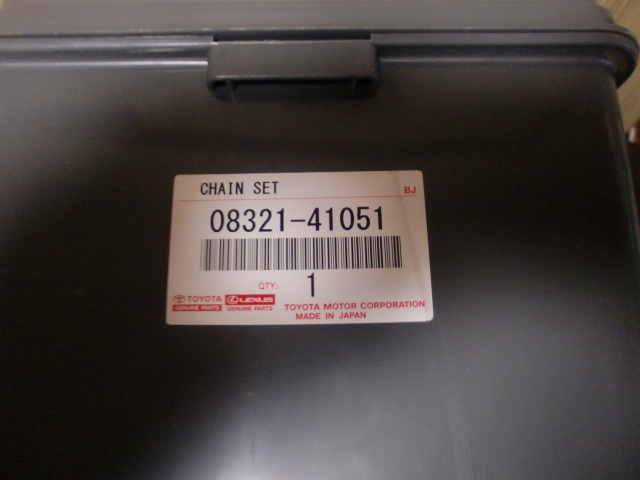 CHAIN SET BJ
08321-41051
QTY: 1
TOYOTA LEXUS TOYOTA MOTOR CORPORATION
GENUINE PARTS GENUINE PARTS MADE IN JAPAN